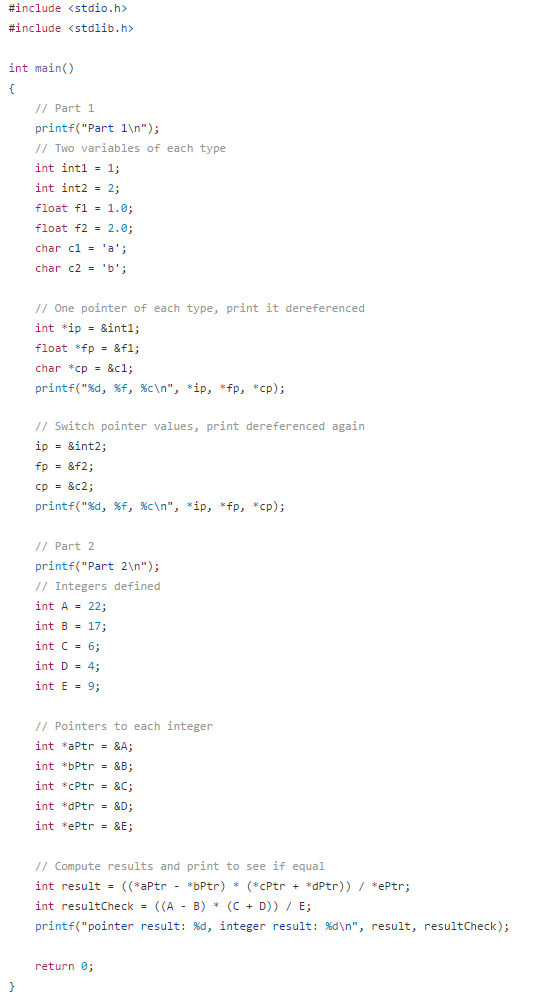 #include <stdio.h>
#include <stdlib.h>

int main()
{
    // Part 1
    printf("Part 1\n");
    // Two variables of each type
    int int1 = 1;
    int int2 = 2;
    float f1 = 1.0;
    float f2 = 2.0;
    char c1 = 'a';
    char c2 = 'b';

    // One pointer of each type, print it dereferenced
    int *ip = &int1;
    float *fp = &f1;
    char *cp = &c1;
    printf("%d, %f, %c\n", *ip, *fp, *cp);

    // Switch pointer values, print dereferenced again
    ip = &int2;
    fp = &f2;
    cp = &c2;
    printf("%d, %f, %c\n", *ip, *fp, *cp);

    // Part 2
    printf("Part 2\n");
    // Integers defined
    int A = 22;
    int B = 17;
    int C = 6;
    int D = 4;
    int E = 9;

    // Pointers to each integer
    int *aPtr = &A;
    int *bPtr = &B;
    int *cPtr = &C;
    int *dPtr = &D;
    int *ePtr = &E;

    // Compute results and print to see if equal
    int result = ((*aPtr - *bPtr) * (*cPtr + *dPtr)) / *ePtr;
    int resultCheck = ((A - B) * (C + D)) / E;
    printf("pointer result: %d, integer result: %d\n", result, resultCheck);

    return 0;
}